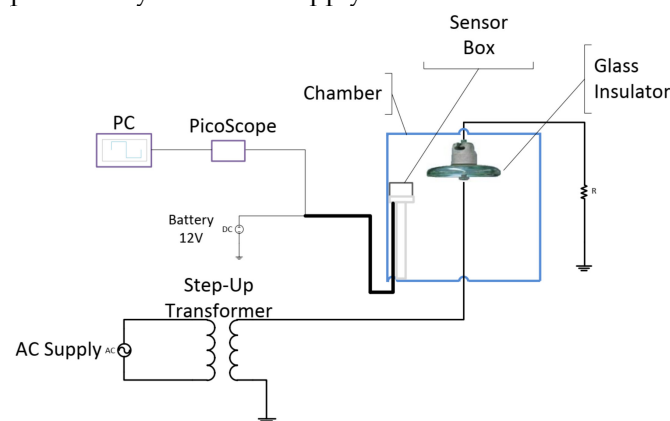 Sensor
Box
Glass
Insulator
Chamber
PC
PicoScope
Battery
12V
DC
R
Step-Up
Transformer
AC Supply
AC